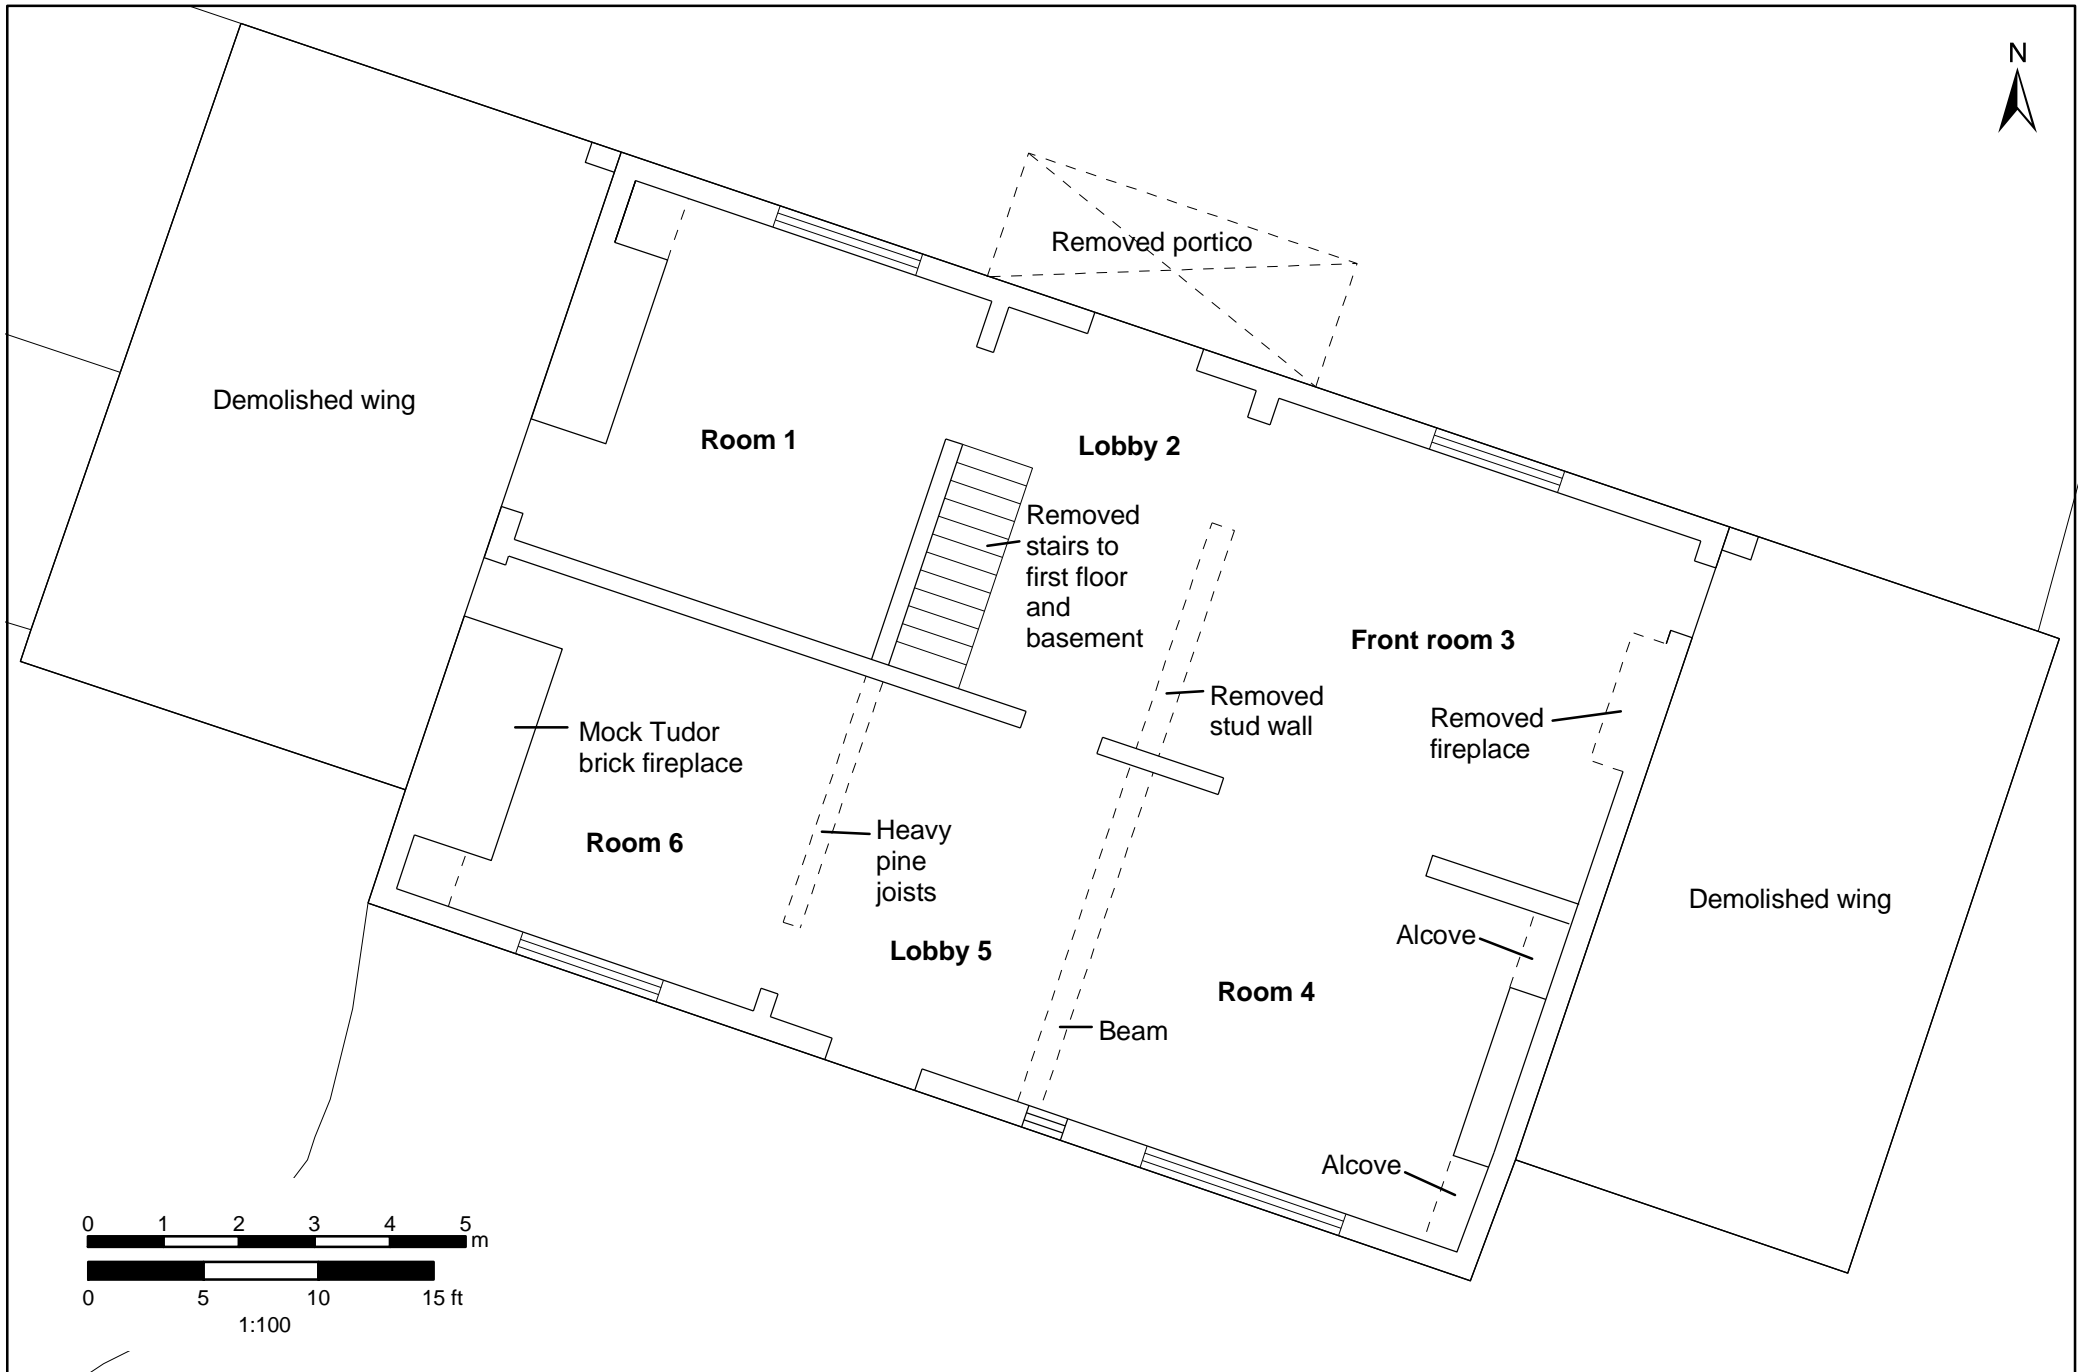 N
Removed portico
Demolished wing
Room 1
Lobby 2
Removed
stairs to
first floor
and
basement
Front room 3
Removed
stud wall
Removed
fireplace
Mock Tudor
brick fireplace
Room 6
Heavy
pine
joists
Demolished wing
Alcove
Lobby 5
Room 4
Beam
Alcove
0 1 2 3 4 5
m
0 5 10 15 ft
1:100